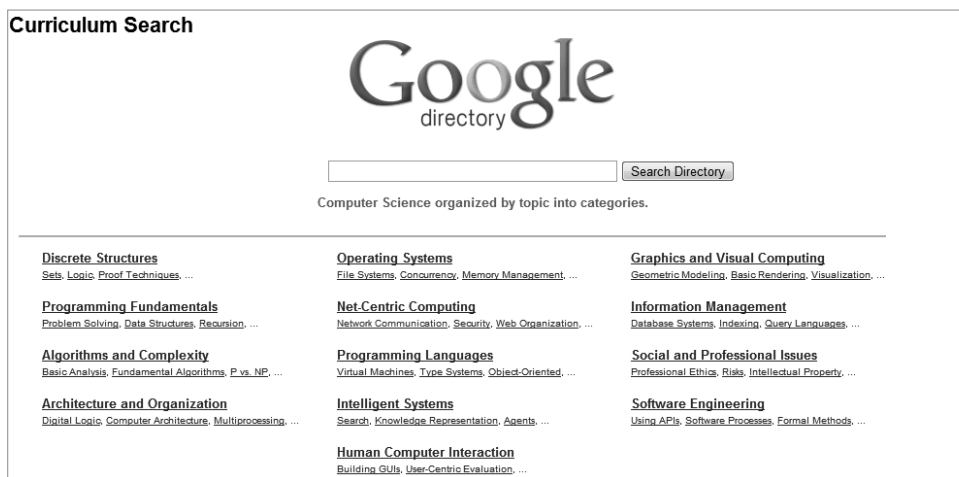 Curriculum Search
Google
directory
Search Directory
Computer Science organized by topic into categories.
Discrete Structures
Sets, Logic, Proof Techniques, ...
Programming Fundamentals
Problem Solving, Data Structures, Recursion, ...
Algorithms and Complexity
Basic Analysis, Fundamental Algorithms, P vs. NP, ...
Architecture and Organization
Digital Logic, Computer Architecture, Multiprocessing, ...
Operating Systems
File Systems, Concurrency, Memory Management, ...
Net-Centric Computing
Network Communication, Security, Web Organization, ...
Programming Languages
Virtual Machines, Type Systems, Object-Oriented, ...
Intelligent Systems
Search, Knowledge Representation, Agents, ...
Human Computer Interaction
Building GUIs, User-Centric Evaluation, ...
Graphics and Visual Computing
Geometric Modeling, Basic Rendering, Visualization, ...
Information Management
Database Systems, Indexing, Query Languages, ...
Social and Professional Issues
Professional Ethics, Risks, Intellectual Property, ...
Software Engineering
Using APIs, Software Processes, Formal Methods, ...